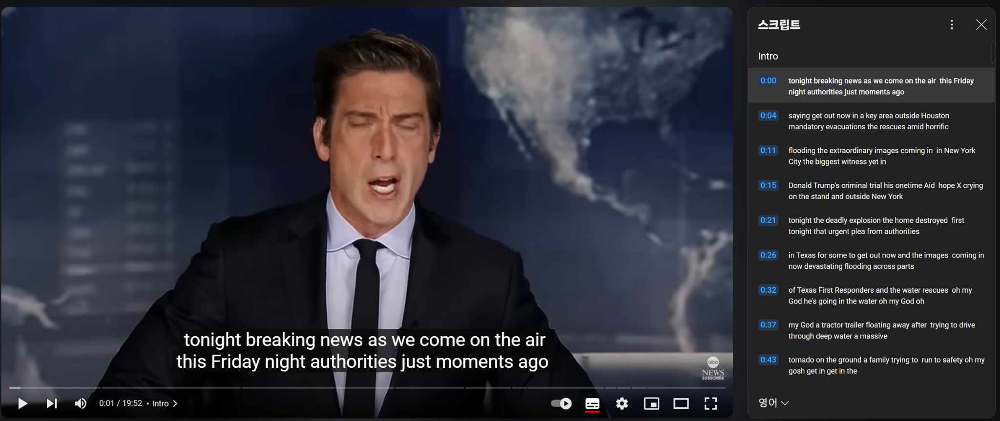 tonight breaking news as we come on the air
this Friday night authorities just moments ago
abc
NEWS
SUBSCRIBE
0:01 / 19:52 • Intro
스크립트
Intro
0:00 tonight breaking news as we come on the air this Friday
night authorities just moments ago
0:04 saying get out now in a key area outside Houston
mandatory evacuations the rescues amid horrific
0:11 flooding the extraordinary images coming in in New York
City the biggest witness yet in
0:15 Donald Trump's criminal trial his onetime Aid hope X crying
on the stand and outside New York
0:21 tonight the deadly explosion the home destroyed first
tonight that urgent plea from authorities
0:26 in Texas for some to get out now and the images coming in
now devastating flooding across parts
0:32 of Texas First Responders and the water rescues oh my
God he's going in the water oh my God oh
0:37 my God a tractor trailer floating away after trying to drive
through deep water a massive
0:43 tornado on the ground a family trying to run to safety oh my
gosh get in get in the
영어